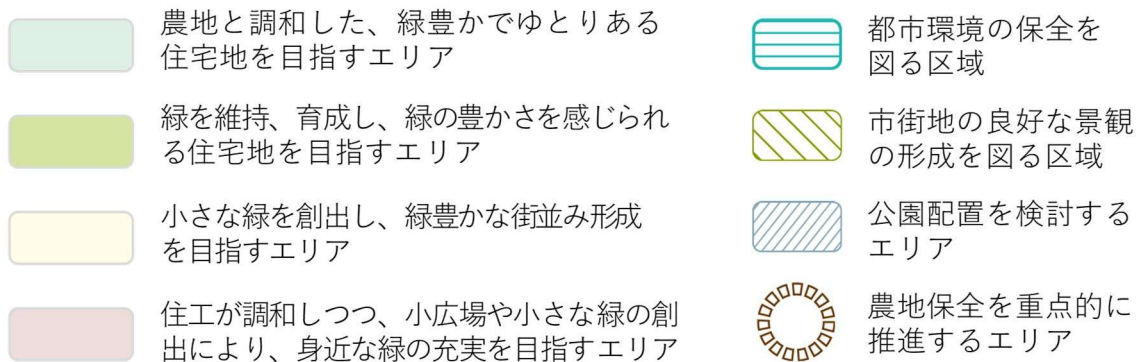 農地と調和した、緑豊かでゆとりある
住宅地を目指すエリア
緑を維持、育成し、緑の豊かさを感じられ
る住宅地を目指すエリア
小さな緑を創出し、緑豊かな街並み形成
を目指すエリア
住工が調和しつつ、小広場や小さな緑の創
出により、身近な緑の充実を目指すエリア
都市環境の保全を
図る区域
市街地の良好な景観
の形成を図る区域
公園配置を検討する
エリア
農地保全を重点的に
推進するエリア